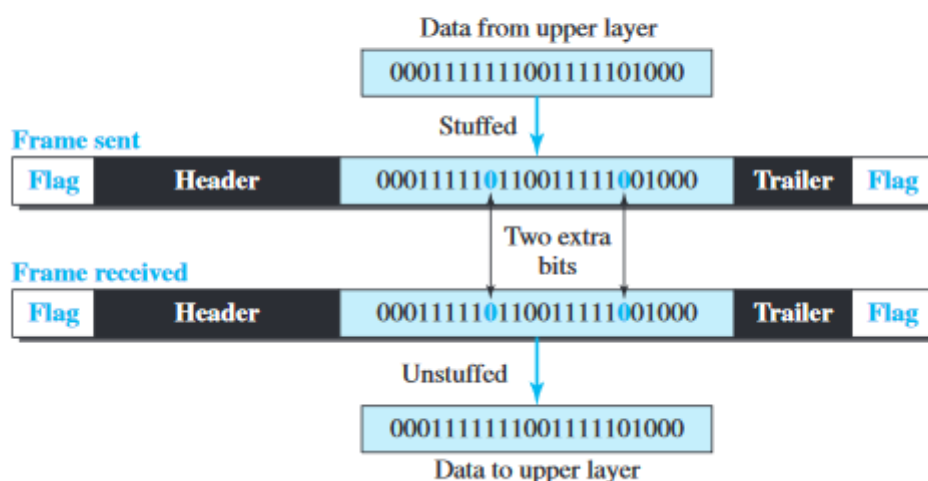 Data from upper layer
0001111111001111101000
Stuffed
Frame sent
Flag Header 000111110110011111001000 Trailer Flag
Two extra
bits
Frame received
Flag Header 000111110110011111001000 Trailer Flag
Unstuffed
0001111111001111101000
Data to upper layer